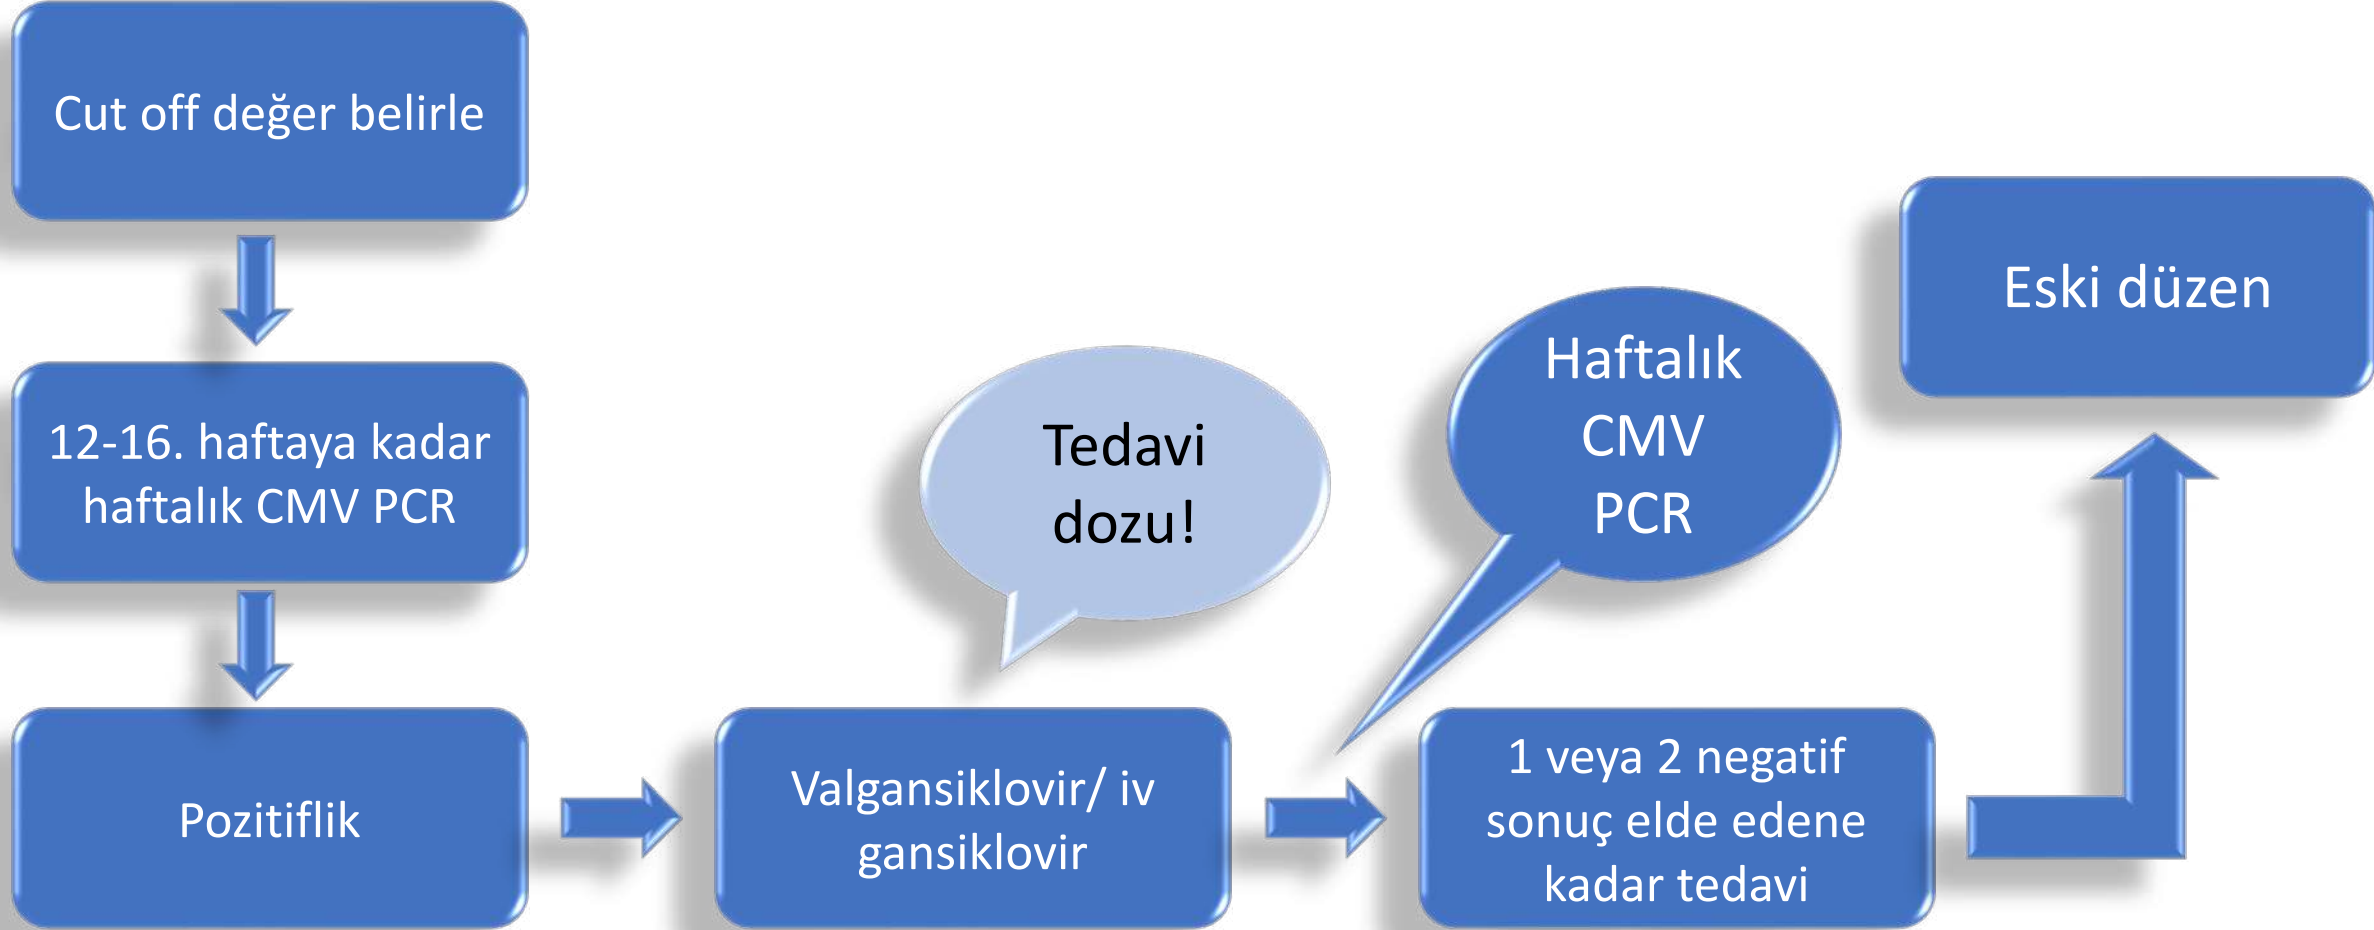 Cut off değer belirle
12-16. haftaya kadar
haftalık CMV PCR
Pozitiflik
Valgansiklovir/ iv
gansiklovir
Tedavi
dozu!
Haftalık
CMV
PCR
1 veya 2 negatif
sonuç elde edene
kadar tedavi
Eski düzen